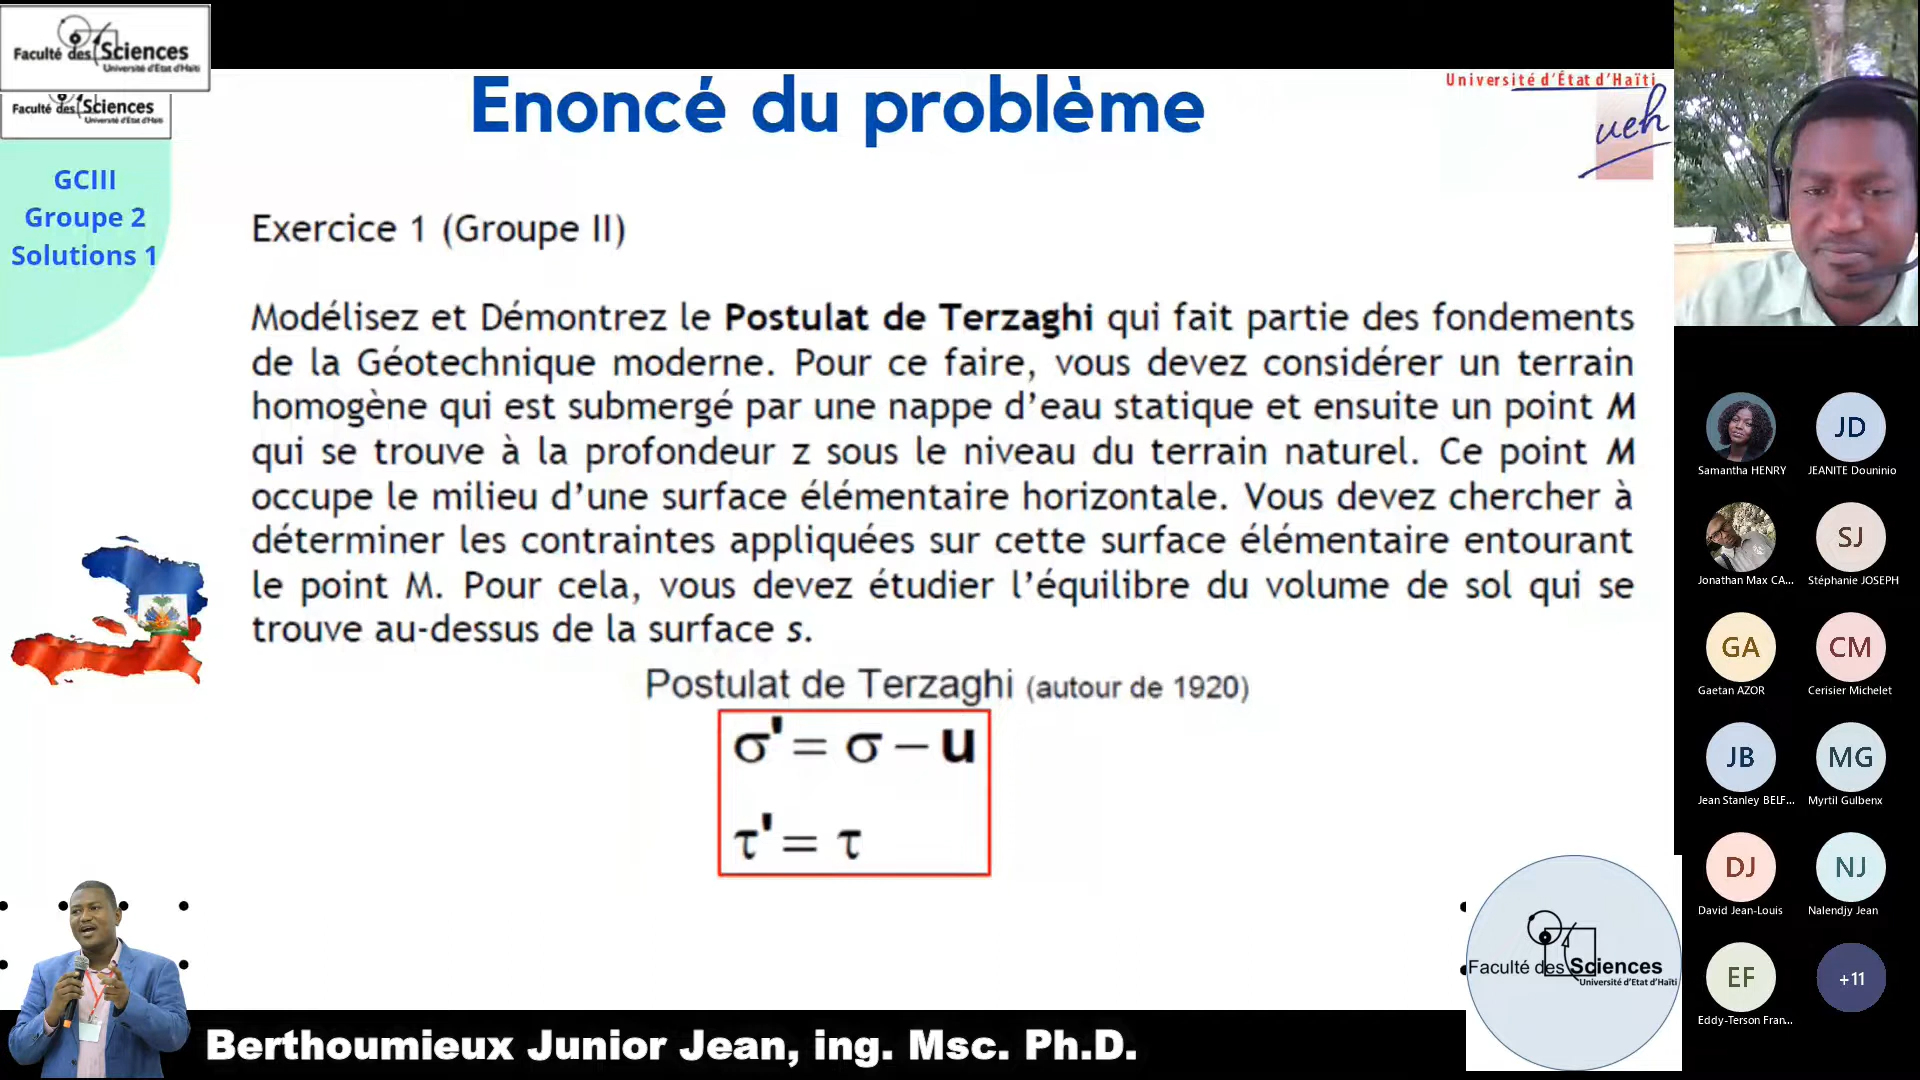 Faculté des Sciences
Université d'Etat d'Haïti
Faculté des Sciences
Université d'Etat d'Haïti
GCIII
Groupe 2
Solutions 1
Enoncé du problème
Université d'État d'Haïti
ueh
Exercice 1 (Groupe II)
Modélisez et Démontrez le Postulat de Terzaghi qui fait partie des fondements
de la Géotechnique moderne. Pour ce faire, vous devez considérer un terrain
homogène qui est submergé par une nappe d'eau statique et ensuite un point M
qui se trouve à la profondeur z sous le niveau du terrain naturel. Ce point M
occupe le milieu d'une surface élémentaire horizontale. Vous devez chercher à
déterminer les contraintes appliquées sur cette surface élémentaire entourant
le point M. Pour cela, vous devez étudier l'équilibre du volume de sol qui se
trouve au-dessus de la surface s.
Postulat de Terzaghi (autour de 1920)
σ'= σ – u
τ'= τ
Faculté des Sciences
Université d'Etat d'Haïti
Berthoumieux Junior Jean, ing. Msc. Ph.D.
JD
Samantha HENRY
JEANITE Douninio
SJ
Jonathan Max CA...
Stéphanie JOSEPH
GA
CM
Gaetan AZOR
Cerisier Michelet
JB
MG
Jean Stanley BELF...
Myrtil Gulbenx
DJ
NJ
David Jean-Louis
Nalendjy Jean
EF
+11
Eddy-Terson Fran...